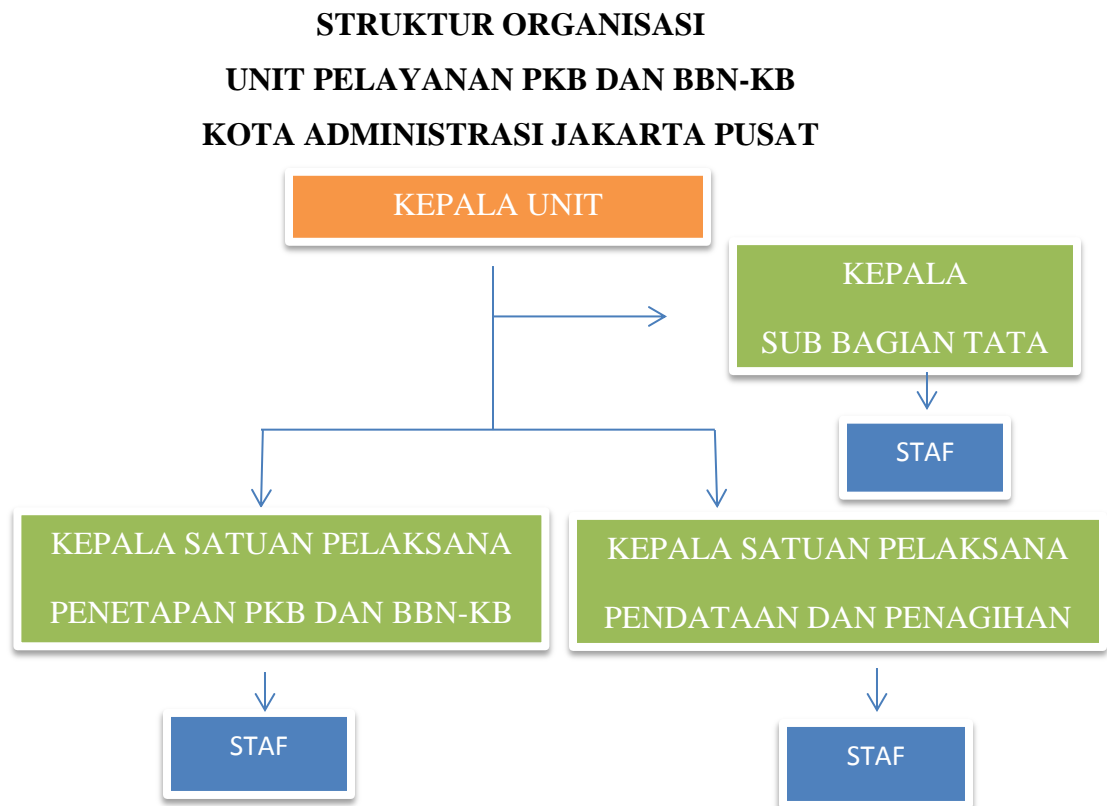 STRUKTUR ORGANISASI
UNIT PELAYANAN PKB DAN BBN-KB
KOTA ADMINISTRASI JAKARTA PUSAT
KEPALA UNIT
KEPALA
SUB BAGIAN TATA
STAF
KEPALA SATUAN PELAKSANA
PENETAPAN PKB DAN BBN-KB
KEPALA SATUAN PELAKSANA
PENDATAAN DAN PENAGIHAN
STAF
STAF